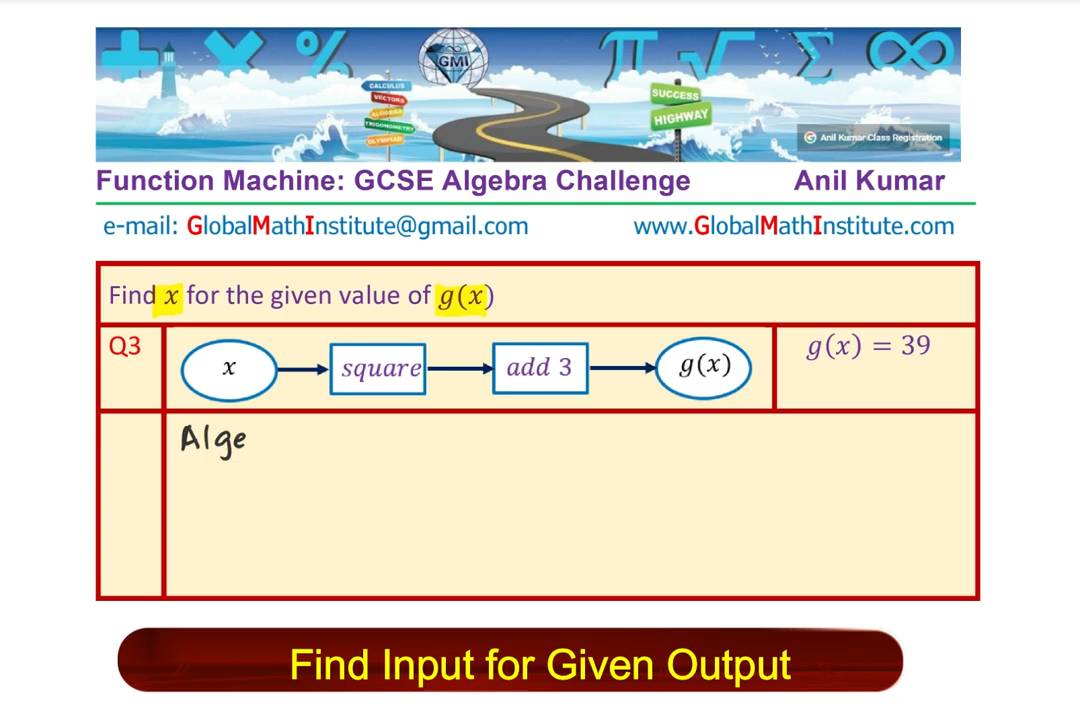 GMI
CALCULUS
VECTORS
ALGEBRA
TRIGONOMETRY
OLYMPIAD
SUCCESS
HIGHWAY
Anil Kumar Class Registration
Function Machine: GCSE Algebra Challenge Anil Kumar
e-mail: GlobalMathInstitute@gmail.com www.GlobalMathInstitute.com
Find x for the given value of g(x)
Q3 x square add 3 g(x) g(x) = 39
Alge
Find Input for Given Output